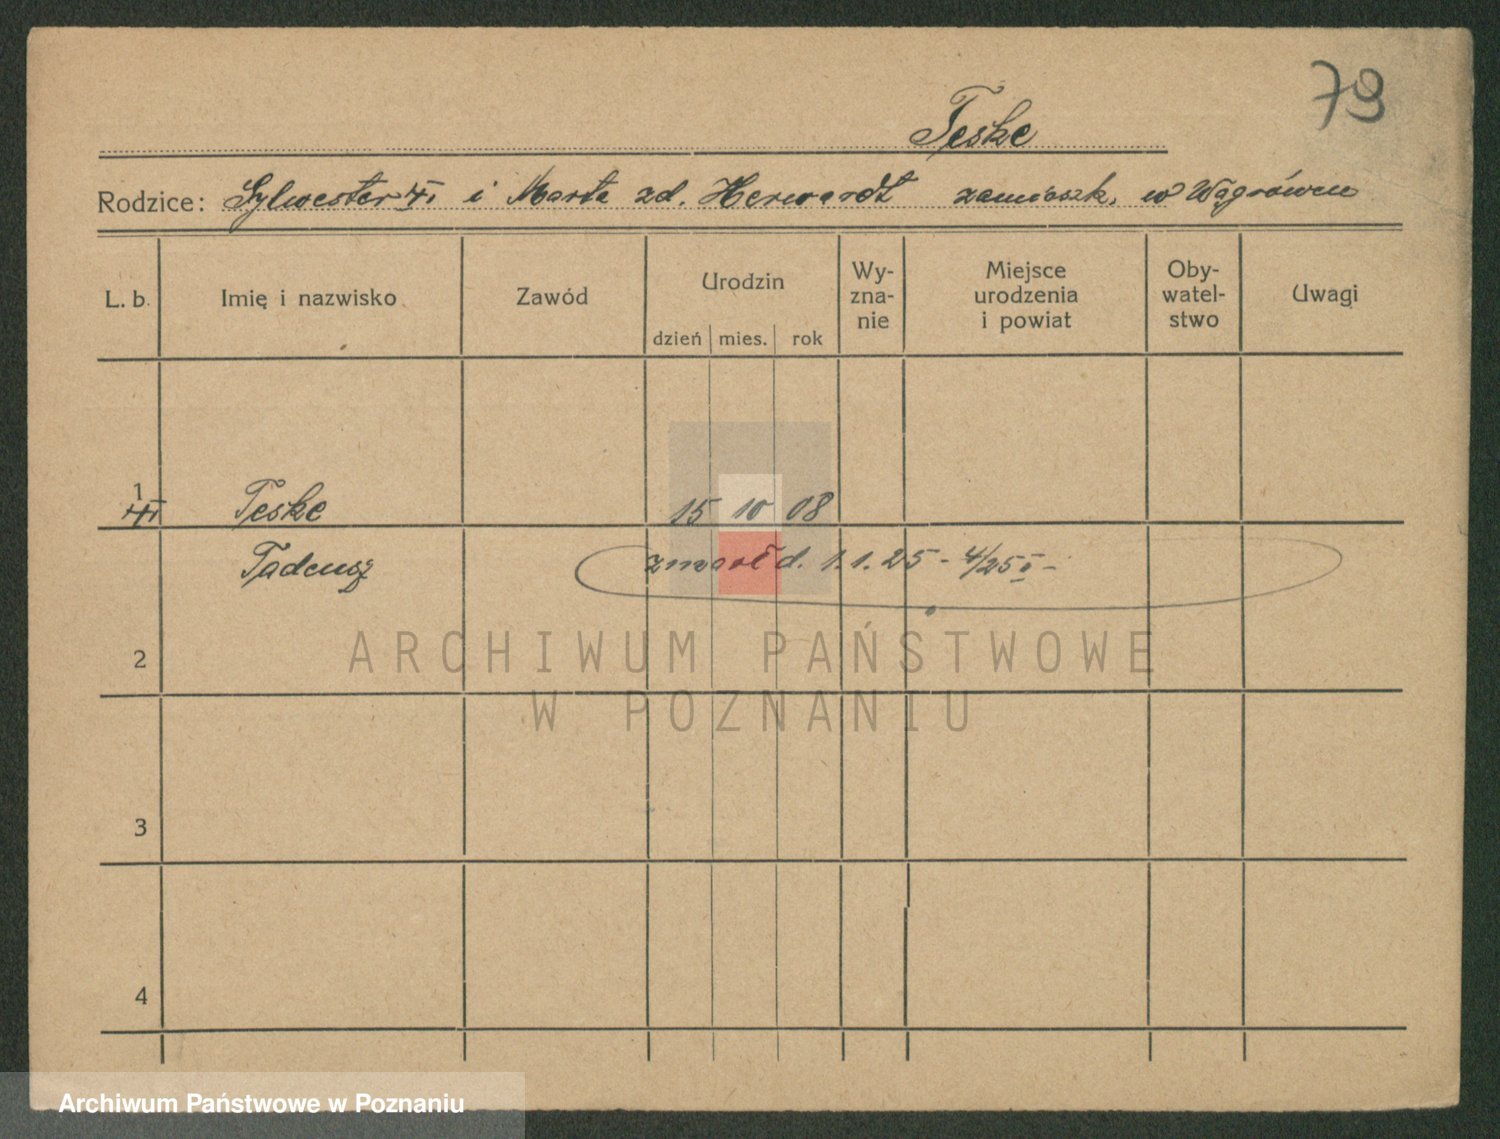 79
Teske
Rodzice: Sylwester i Marta zd. Herwardt zamieszk. w Wągrówcu
L. b. Imię i nazwisko Zawód Urodzin Wy-zna-nie Miejsce urodzenia i powiat Oby-watel-stwo Uwagi
dzień mies. rok
1 Teske 15 10 08
Tadeusz zmarł d. 1.1.25 - 4/25 I -
2
3
4
ARCHIWUM PAŃSTWOWE
W POZNANIU
Archiwum Państwowe w Poznaniu